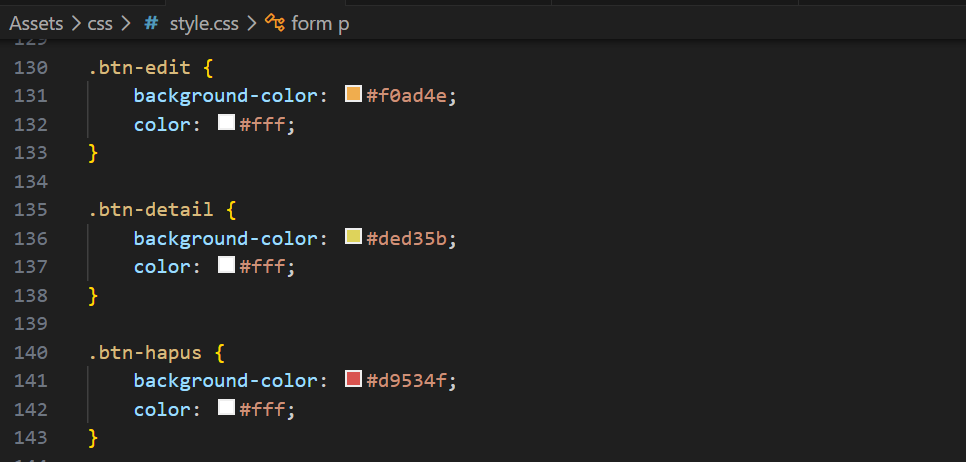 Assets > css > # style.css > form p
129
130 .btn-edit {
131     background-color: #f0ad4e;
132     color: #fff;
133 }
134
135 .btn-detail {
136     background-color: #ded35b;
137     color: #fff;
138 }
139
140 .btn-hapus {
141     background-color: #d9534f;
142     color: #fff;
143 }